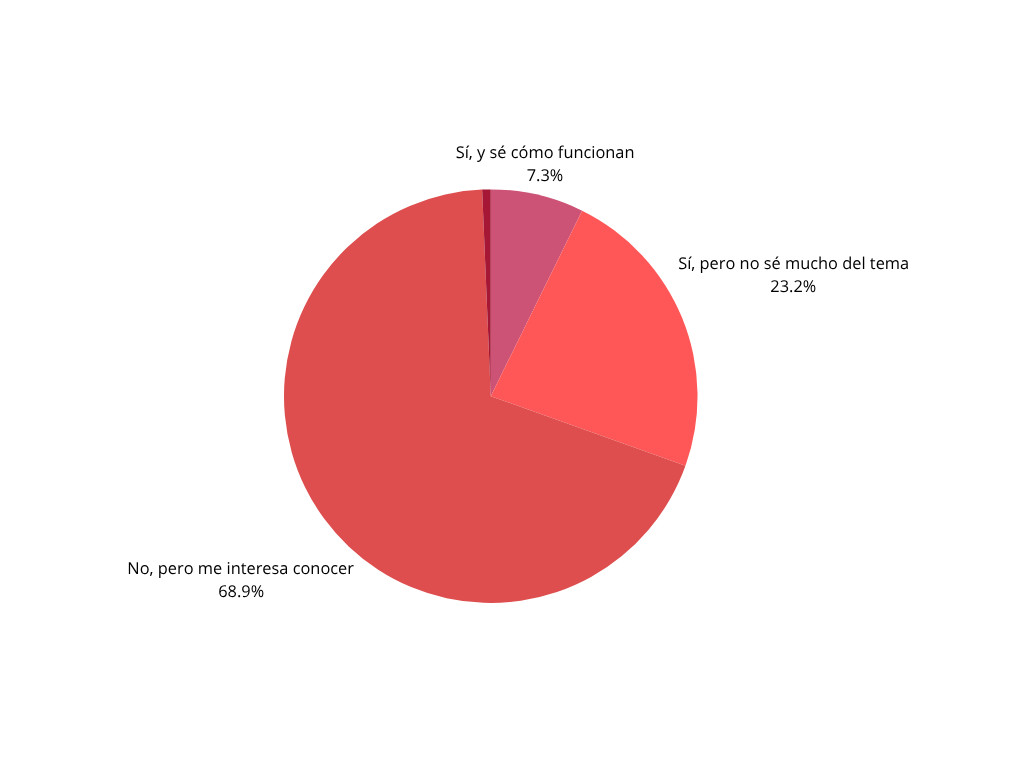 Sí, y sé cómo funcionan
7.3%
Sí, pero no sé mucho del tema
23.2%
No, pero me interesa conocer
68.9%